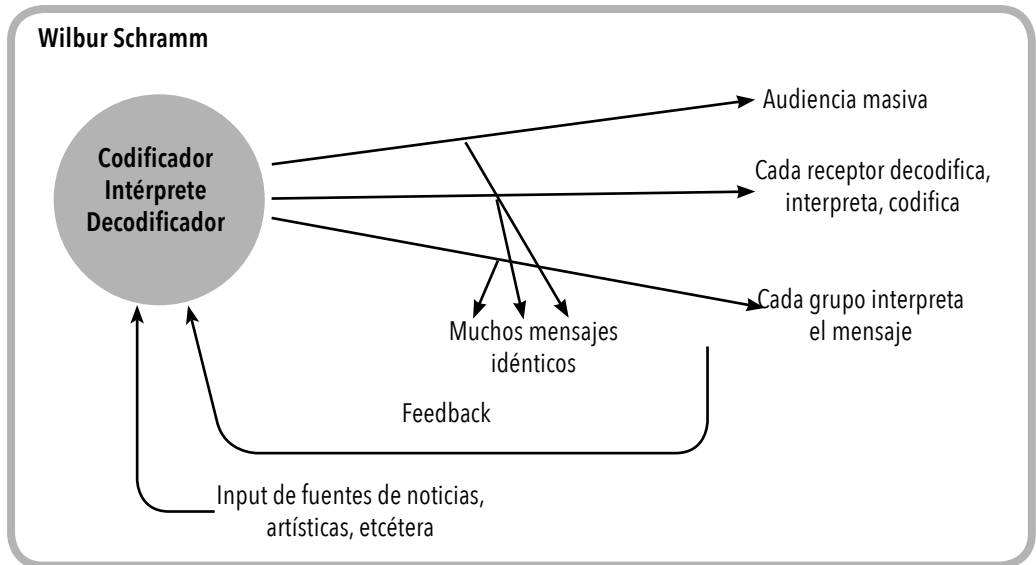 Wilbur Schramm
Codificador
Intérprete
Decodificador
Audiencia masiva
Cada receptor decodifica,
interpreta, codifica
Cada grupo interpreta
el mensaje
Muchos mensajes
idénticos
Feedback
Input de fuentes de noticias,
artísticas, etcétera